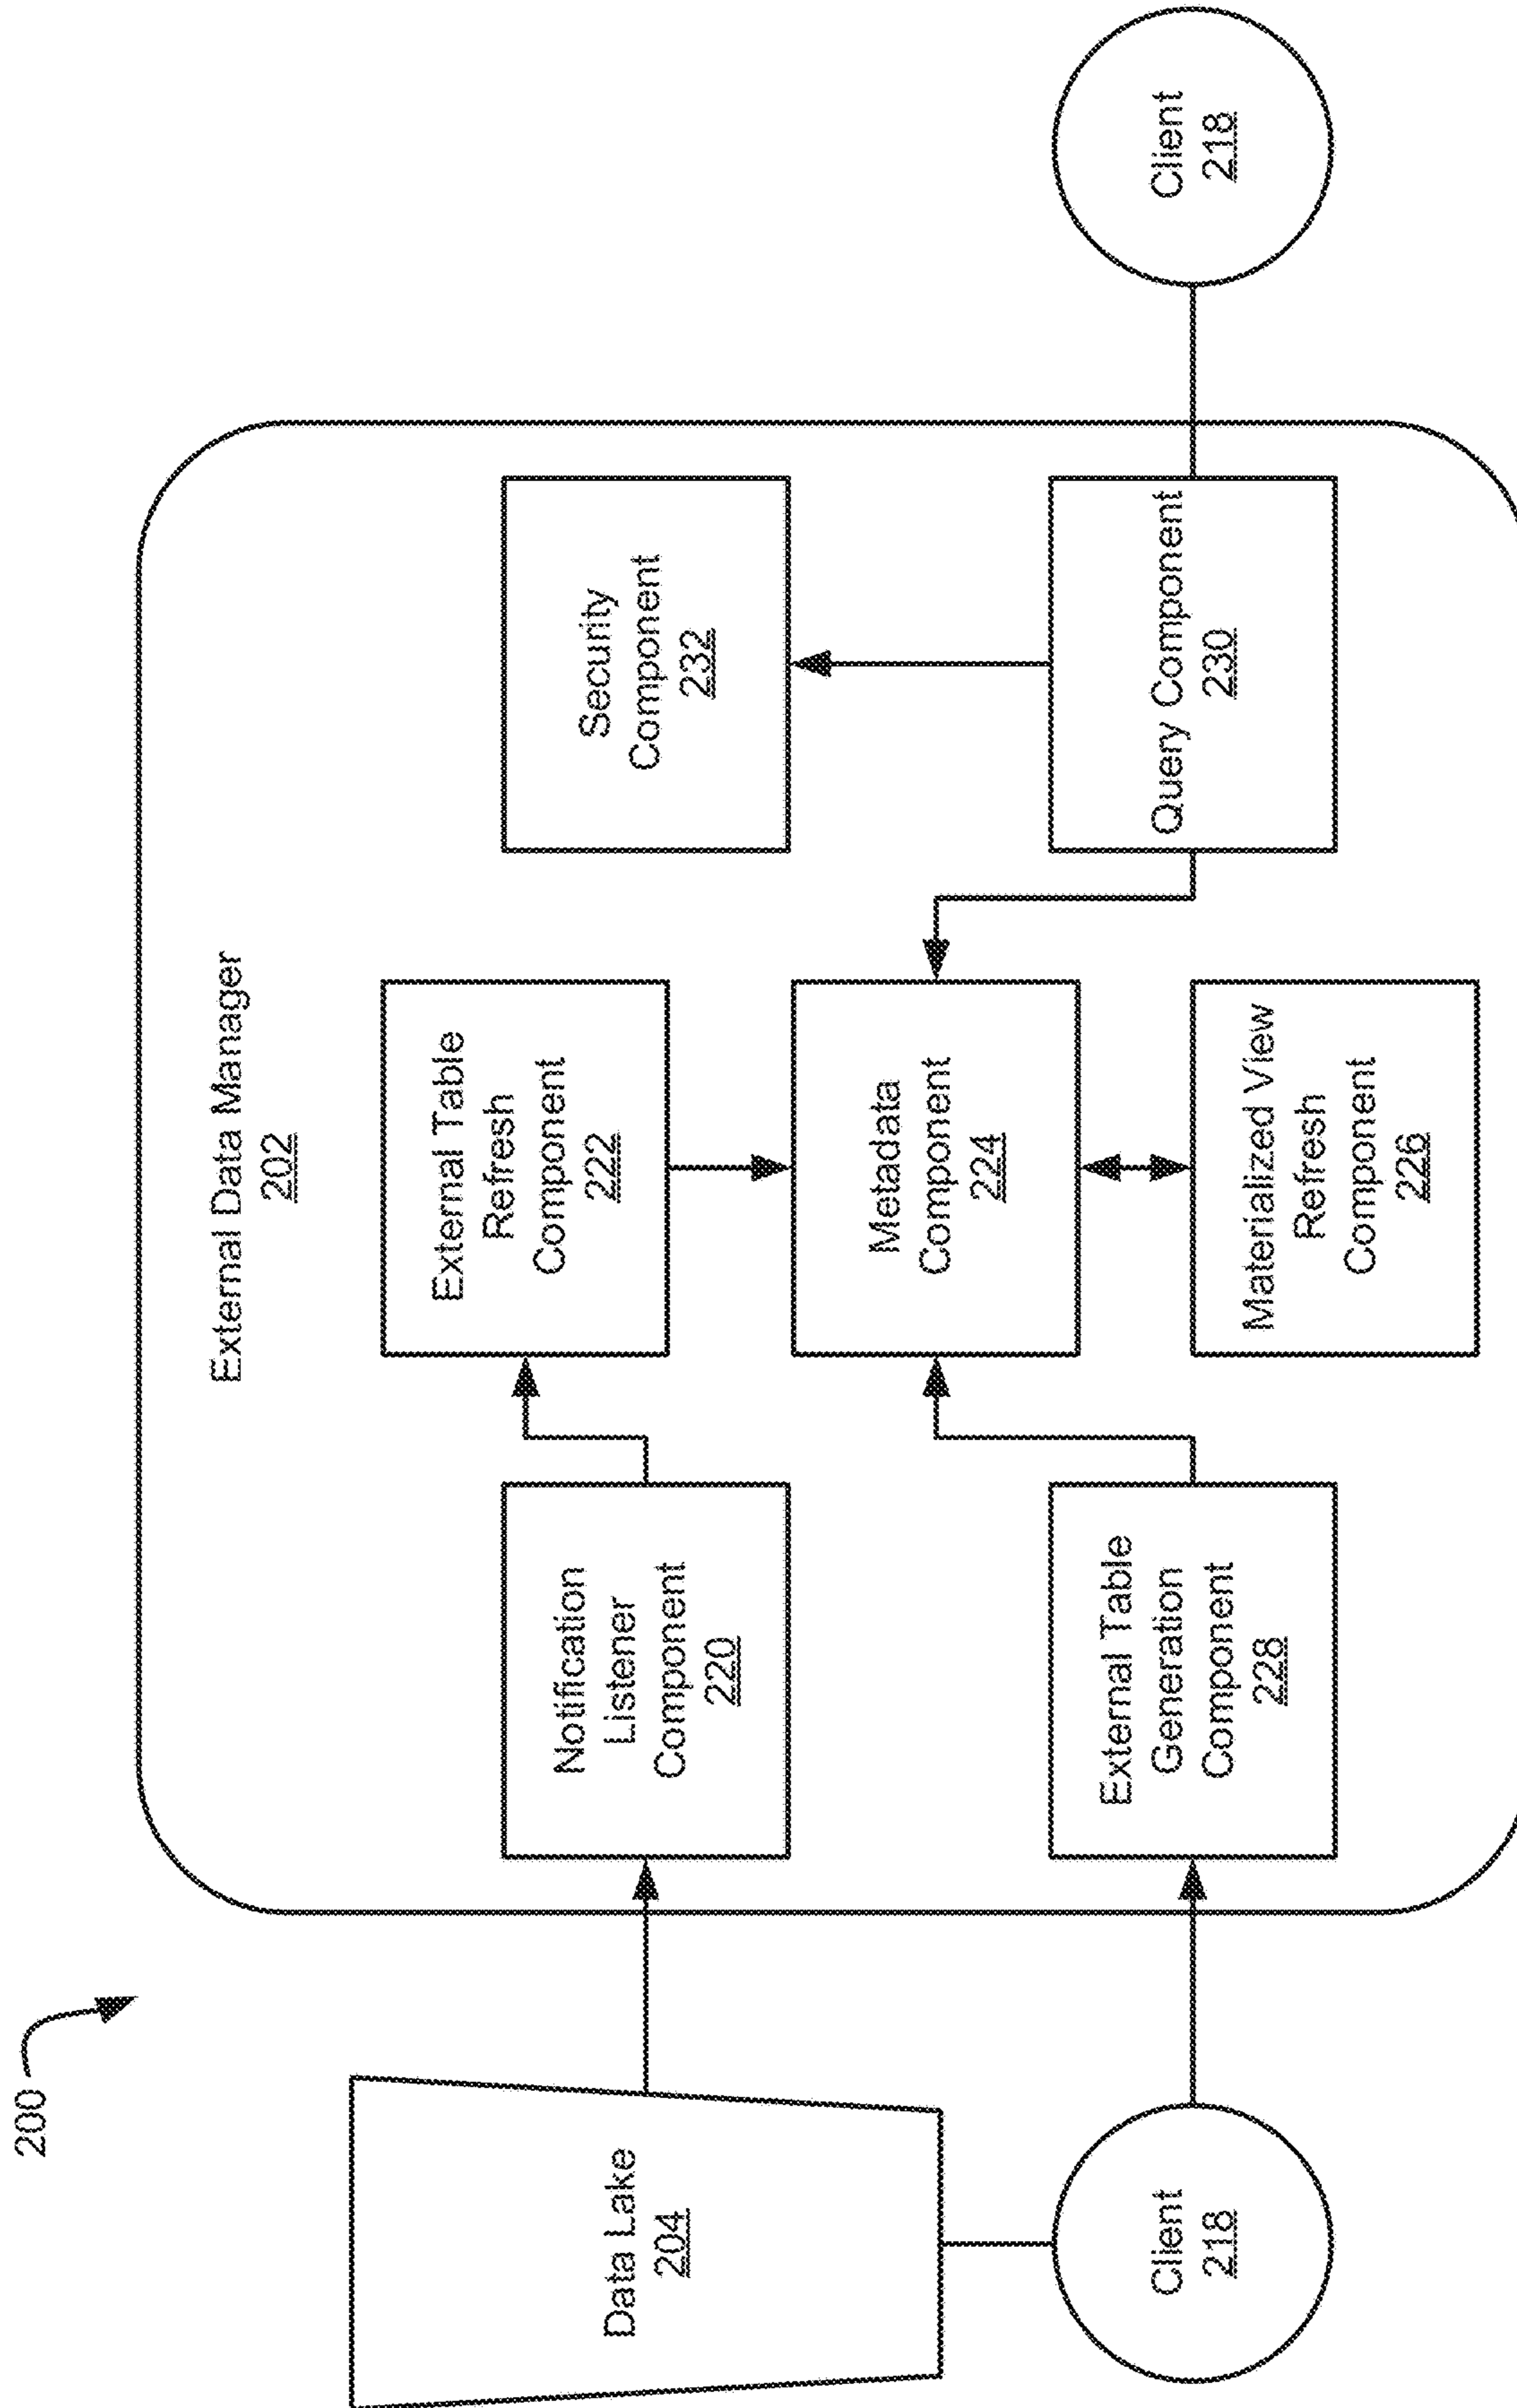 200
External Data Manager
202
Data Lake
204
Notification
Listener
Component
220
External Table
Refresh
Component
222
Security
Component
232
Client
218
External Table
Generation
Component
228
Metadata
Component
224
Materialized View
Refresh
Component
226
Query Component
230
Client
218